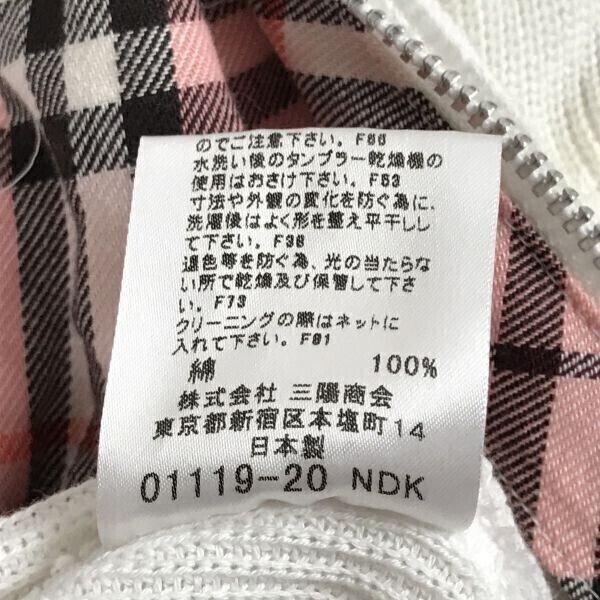 のでご注意下さい。F66
水洗い後のタンブラー乾燥機の
使用はおさけ下さい。F53
寸法や外観の変化を防ぐ為に、
洗濯後はよく形を整え平干しし
て下さい。F36
退色等を防ぐ為、光の当たらな
い所で乾燥及び保管して下さ
い。F73
クリーニングの際はネットに
入れて下さい。F81
綿 100%
株式会社 三陽商会
東京都新宿区本塩町14
日本製
01119-20 NDK